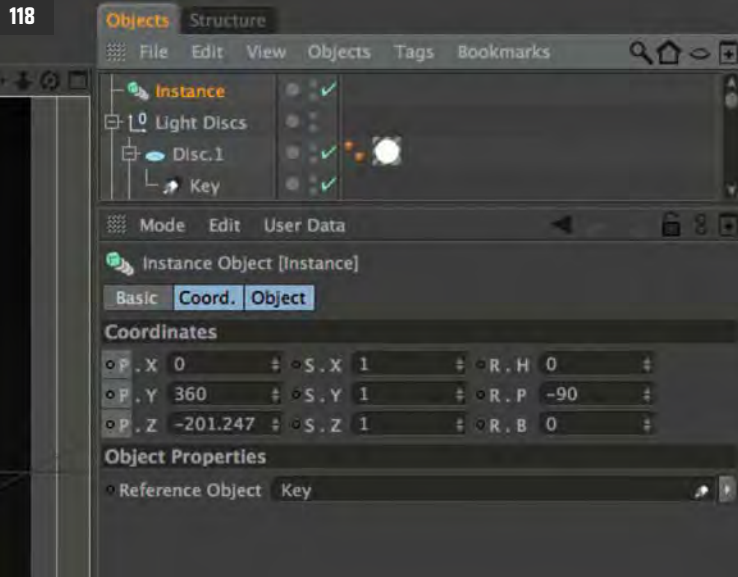 118
Objects Structure
File Edit View Objects Tags Bookmarks
Instance
0 Light Discs
Disc.1
Key
Mode Edit User Data
Instance Object [Instance]
Basic Coord. Object
Coordinates
P . X 0 S . X 1 R . H 0
P . Y 360 S . Y 1 R . P -90
P . Z -201.247 S . Z 1 R . B 0
Object Properties
Reference Object Key